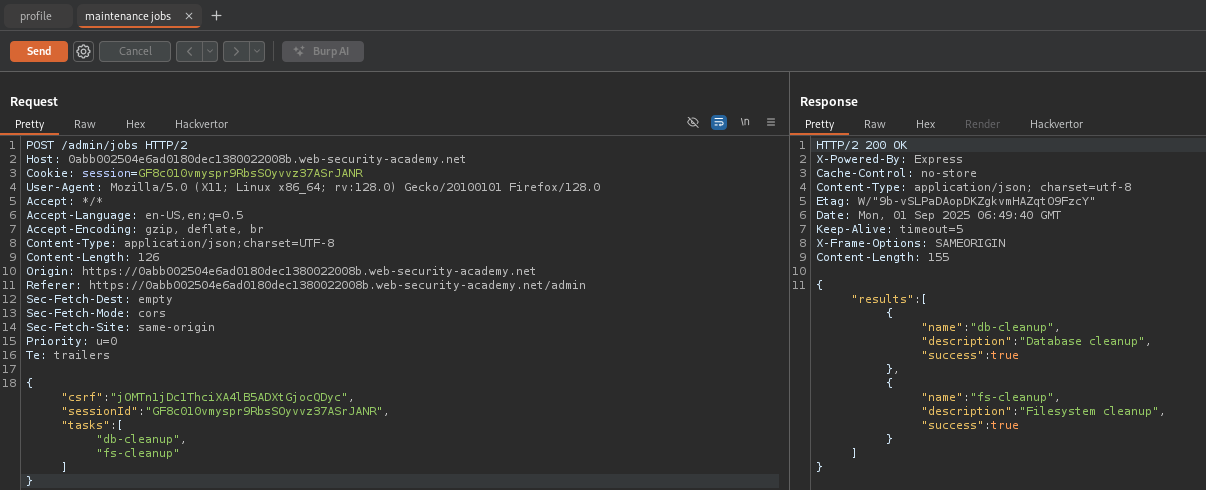 profile
maintenance jobs × +
Send Cancel < > Burp AI
Request
Pretty Raw Hex Hackvertor \n
1 POST /admin/jobs HTTP/2
2 Host: 0abb002504e6ad0180dec1380022008b.web-security-academy.net
3 Cookie: session=GF8c010vmyspr9RbsSOyvvz37ASrJANR
4 User-Agent: Mozilla/5.0 (X11; Linux x86_64; rv:128.0) Gecko/20100101 Firefox/128.0
5 Accept: */*
6 Accept-Language: en-US,en;q=0.5
7 Accept-Encoding: gzip, deflate, br
8 Content-Type: application/json;charset=UTF-8
9 Content-Length: 126
10 Origin: https://0abb002504e6ad0180dec1380022008b.web-security-academy.net
11 Referer: https://0abb002504e6ad0180dec1380022008b.web-security-academy.net/admin
12 Sec-Fetch-Dest: empty
13 Sec-Fetch-Mode: cors
14 Sec-Fetch-Site: same-origin
15 Priority: u=0
16 Te: trailers
17
18 {
"csrf":"jOMTn1jDc1ThciXA4lB5ADXtGjocQDyc",
"sessionId":"GF8c010vmyspr9RbsSOyvvz37ASrJANR",
"tasks":[
"db-cleanup",
"fs-cleanup"
]
}
Response
Pretty Raw Hex Render Hackvertor
1 HTTP/2 200 OK
2 X-Powered-By: Express
3 Cache-Control: no-store
4 Content-Type: application/json; charset=utf-8
5 Etag: W/"9b-vSLPaDAopDKZgkvmHAZqtO9FzcY"
6 Date: Mon, 01 Sep 2025 06:49:40 GMT
7 Keep-Alive: timeout=5
8 X-Frame-Options: SAMEORIGIN
9 Content-Length: 155
10
11 {
"results":[
{
"name":"db-cleanup",
"description":"Database cleanup",
"success":true
},
{
"name":"fs-cleanup",
"description":"Filesystem cleanup",
"success":true
}
]
}